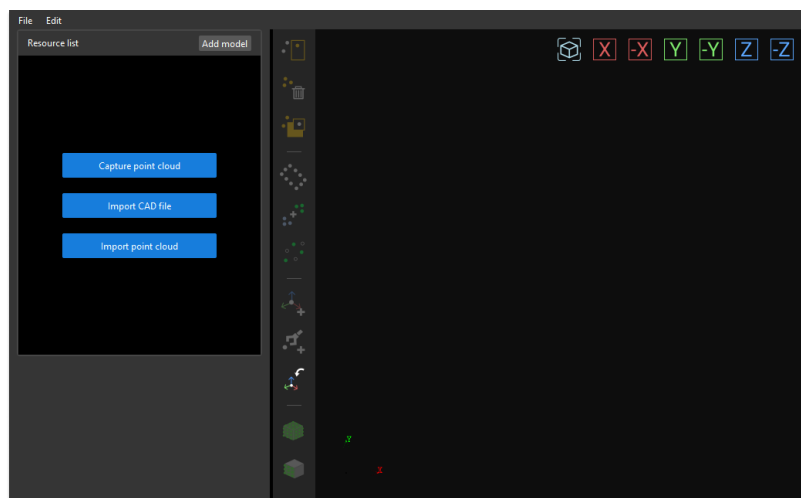 File Edit
Resource list Add model
Capture point cloud
Import CAD file
Import point cloud
X -X Y -Y Z -Z
y
x